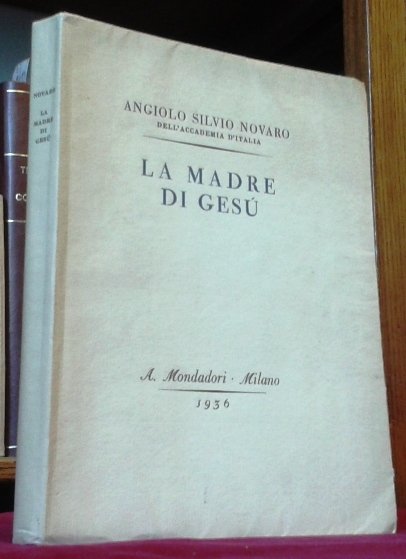 ANGIOLO SILVIO NOVARO
DELL'ACCADEMIA D'ITALIA
LA MADRE
DI GESÚ
A. Mondadori · Milano
1936
NOVARO
LA
MADRE
DI
GESÚ